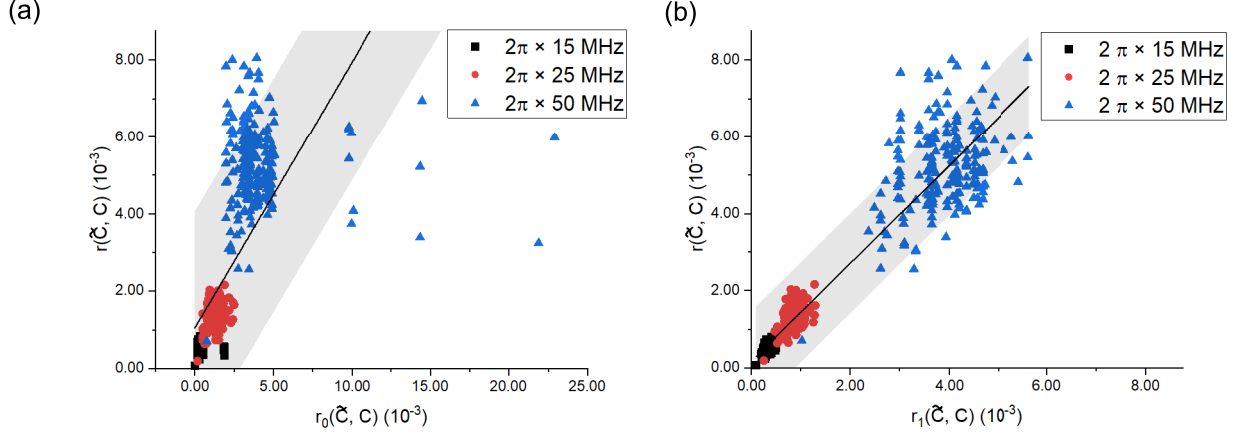 (a)
(b)
2π × 15 MHz
2π × 25 MHz
2π × 50 MHz
8.00
6.00
4.00
2.00
0.00
r(C̃, C) (10⁻³)
0.00 5.00 10.00 15.00 20.00 25.00
r₀(C̃, C) (10⁻³)
2 π × 15 MHz
2 π × 25 MHz
2 π × 50 MHz
8.00
6.00
4.00
2.00
0.00
r(C̃, C) (10⁻³)
0.00 2.00 4.00 6.00 8.00
r₁(C̃, C) (10⁻³)